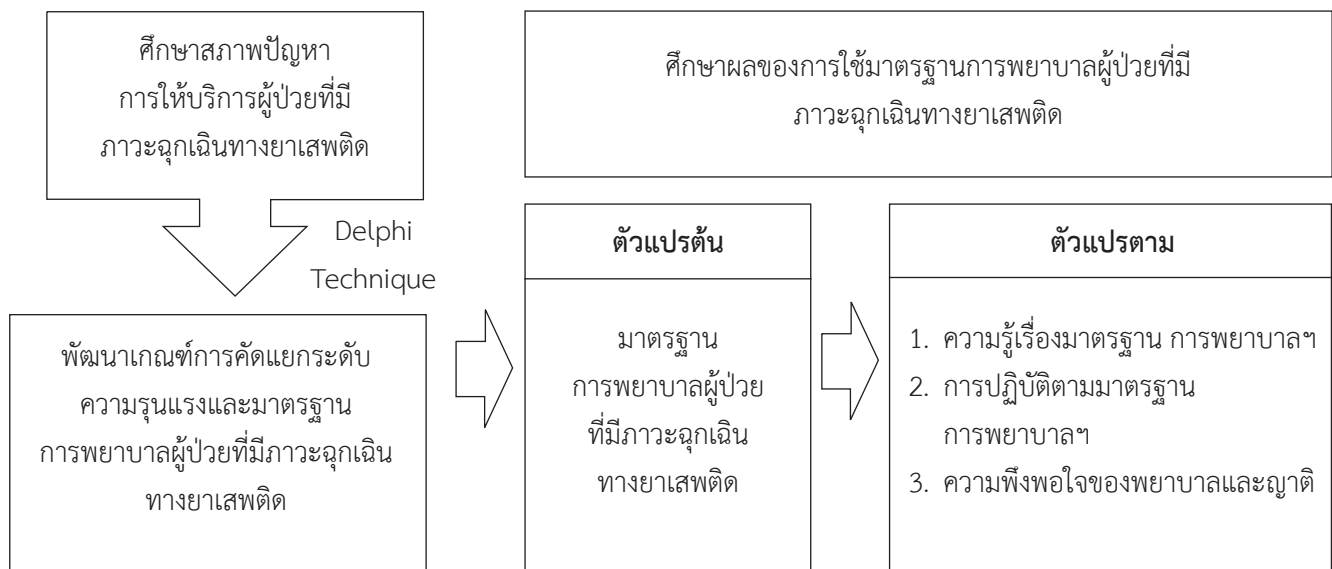 ศึกษาสภาพปัญหา
การให้บริการผู้ป่วยที่มี
ภาวะฉุกเฉินทางยาเสพติด
ศึกษาผลของการใช้มาตรฐานการพยาบาลผู้ป่วยที่มี
ภาวะฉุกเฉินทางยาเสพติด
Delphi
Technique
พัฒนาเกณฑ์การคัดแยกระดับ
ความรุนแรงและมาตรฐาน
การพยาบาลผู้ป่วยที่มีภาวะฉุกเฉิน
ทางยาเสพติด
ตัวแปรต้น
มาตรฐาน
การพยาบาลผู้ป่วย
ที่มีภาวะฉุกเฉิน
ทางยาเสพติด
ตัวแปรตาม
1. ความรู้เรื่องมาตรฐาน การพยาบาลฯ
2. การปฏิบัติตามมาตรฐาน
การพยาบาลฯ
3. ความพึงพอใจของพยาบาลและญาติ